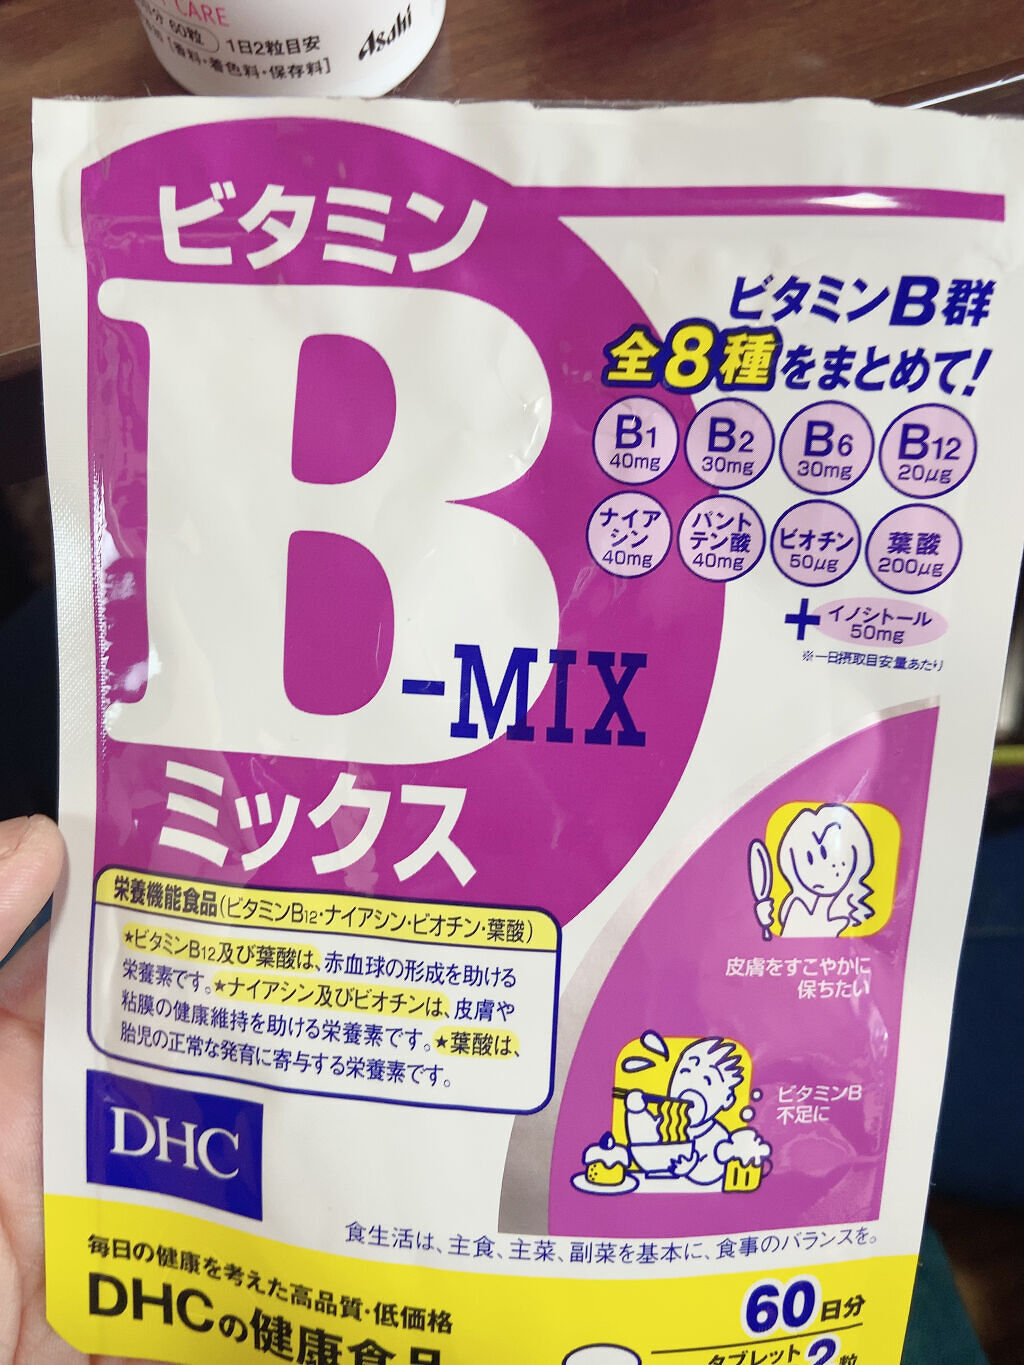 CARE
60粒
1日2粒目安
[香料・着色料・保存料]
Asahi
ビタミン
B
-MIX
ミックス
ビタミンB群
全8種をまとめて!
B1
40mg
B2
30mg
B6
30mg
B12
20μg
ナイア
シン
40mg
パント
テン酸
40mg
ビオチン
50μg
葉酸
200μg
+イノシトール
50mg
※一日摂取目安量あたり
栄養機能食品(ビタミンB12・ナイアシン・ビオチン・葉酸)
★ビタミンB12及び葉酸は、赤血球の形成を助ける
栄養素です。★ナイアシン及びビオチンは、皮膚や
粘膜の健康維持を助ける栄養素です。★葉酸は、
胎児の正常な発育に寄与する栄養素です。
皮膚をすこやかに
保ちたい
ビタミンB
不足に
DHC
食生活は、主食、主菜、副菜を基本に、食事のバランスを。
毎日の健康を考えた高品質・低価格
DHCの健康食品
60日分
タブレット2粒